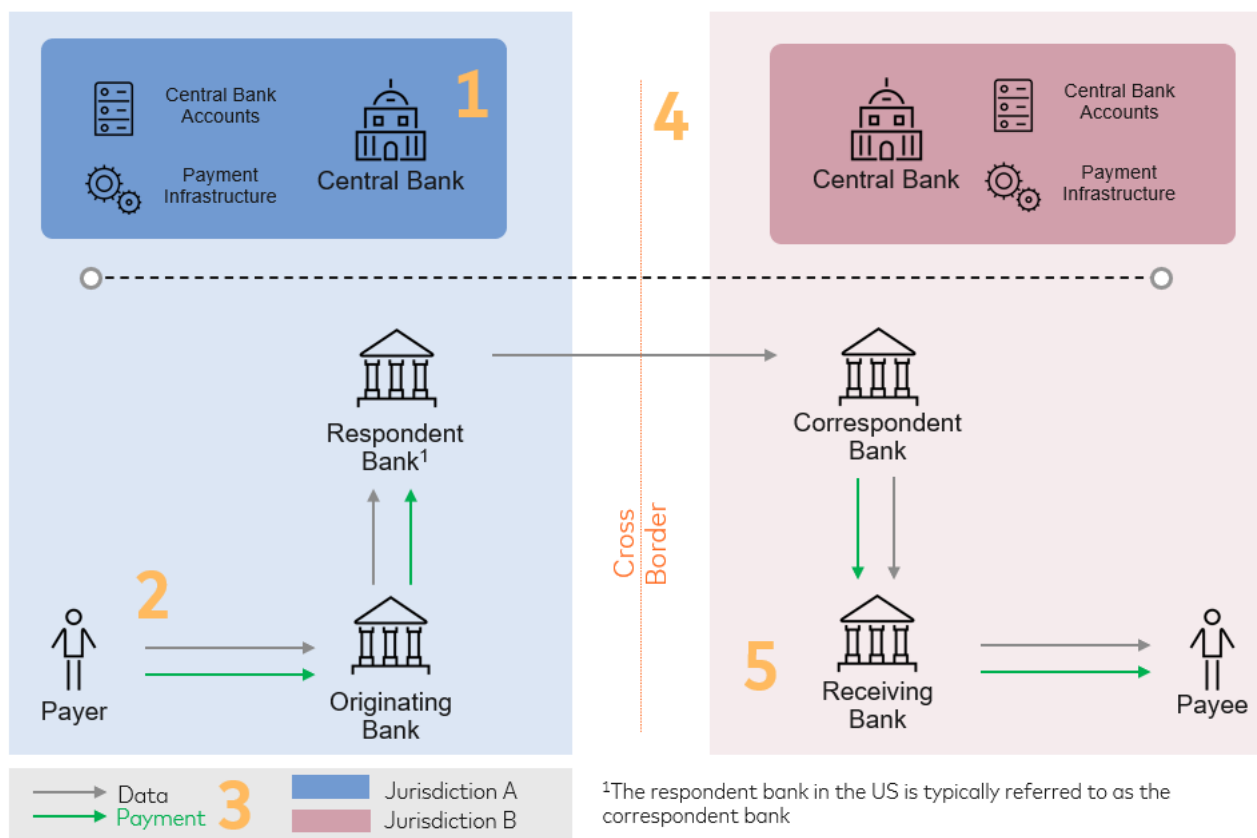 Central Bank
Accounts
Payment
Infrastructure
Central Bank
1
4
Central Bank
Central Bank
Accounts
Payment
Infrastructure
Respondent
Bank¹
Correspondent
Bank
Cross
Border
2
Payer
Originating
Bank
5
Receiving
Bank
Payee
Data
Payment
3
Jurisdiction A
Jurisdiction B
¹The respondent bank in the US is typically referred to as the
correspondent bank